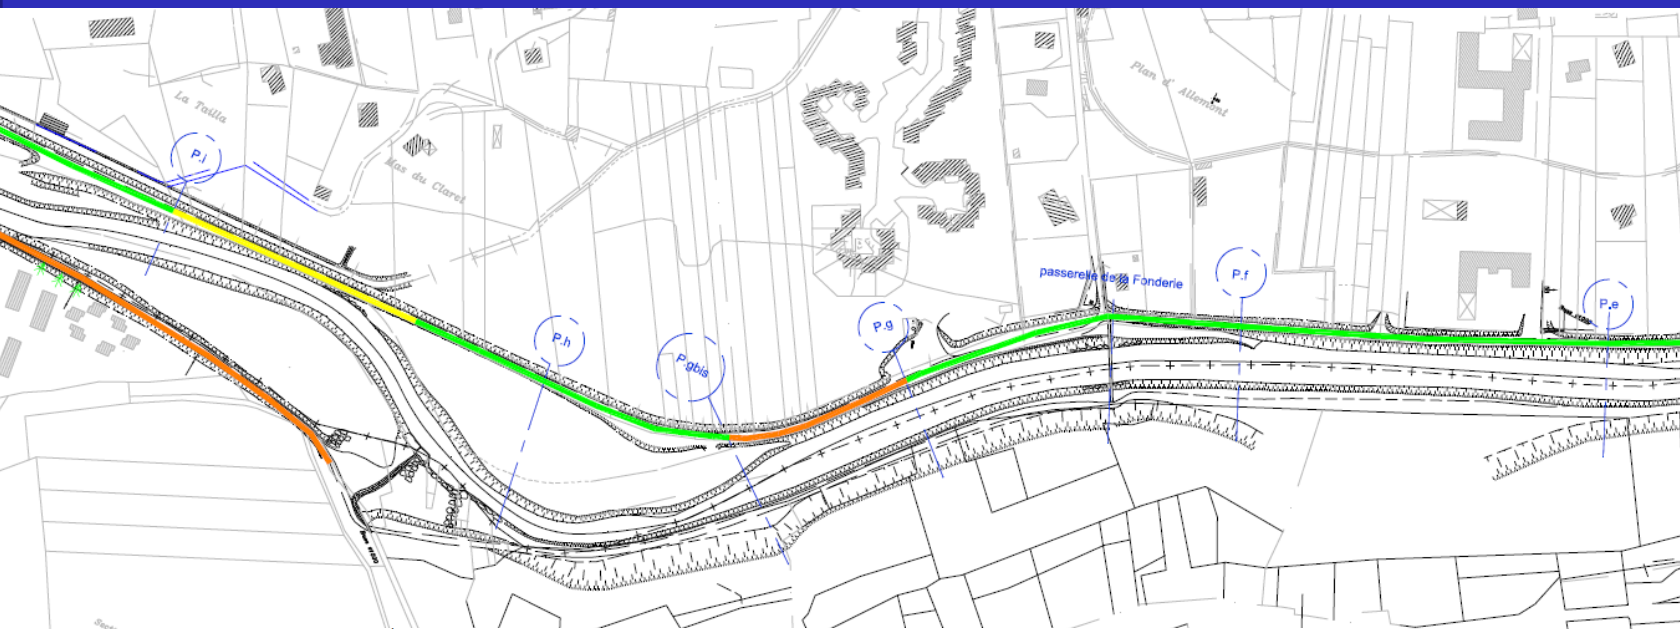 La Tailla
P.i
Mas du Claret
Plan d' Allemont
passerelle de la Fonderie
P.f
P.e
P.g
P.h
P.gbis